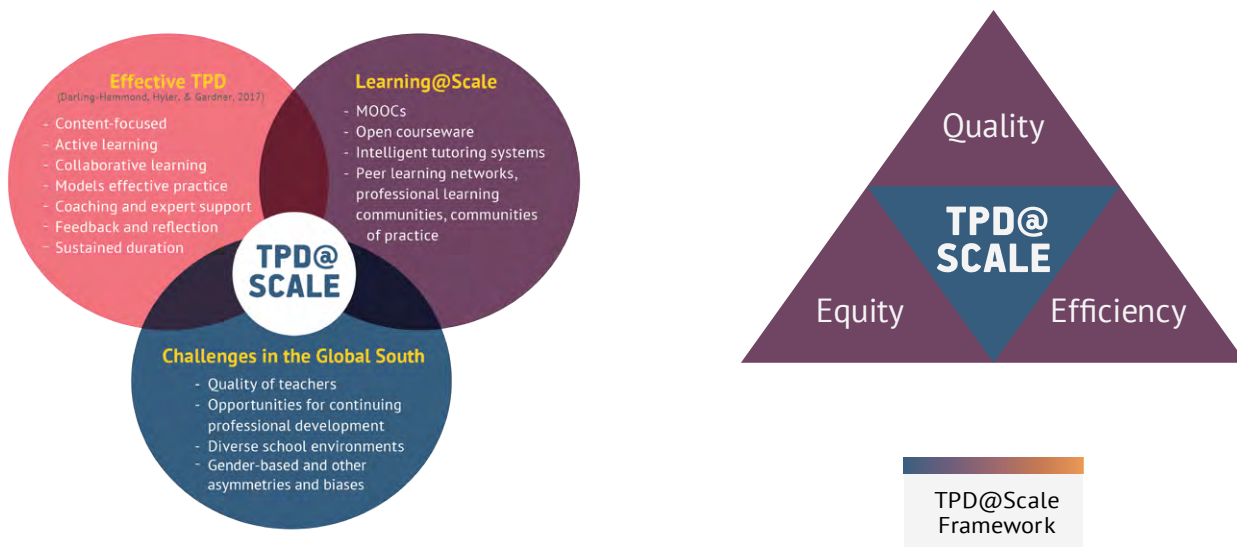 Effective TPD
(Darling-Hammond, Hyler, & Gardner, 2017)
- Content-focused
- Active learning
- Collaborative learning
- Models effective practice
- Coaching and expert support
- Feedback and reflection
- Sustained duration
Learning@Scale
- MOOCs
- Open courseware
- Intelligent tutoring systems
- Peer learning networks,
professional learning
communities, communities
of practice
TPD@
SCALE
Challenges in the Global South
- Quality of teachers
- Opportunities for continuing
professional development
- Diverse school environments
- Gender-based and other
asymmetries and biases
Quality
TPD@
SCALE
Equity
Efficiency
TPD@Scale
Framework